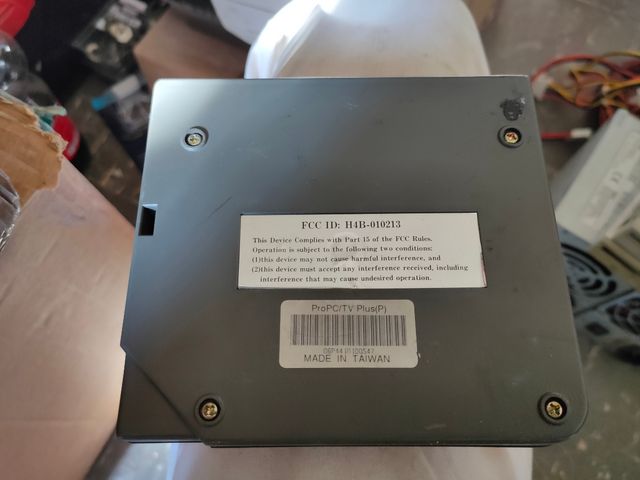 FCC ID: H4B-010213
This Device Complies with Part 15 of the FCC Rules.
Operation is subject to the following two conditions:
(1)this device may not cause harmful interference, and
(2)this device must accept any interference received, including
interference that may cause undesired operation.
ProPC/TV Plus(P)
MADE IN TAIWAN